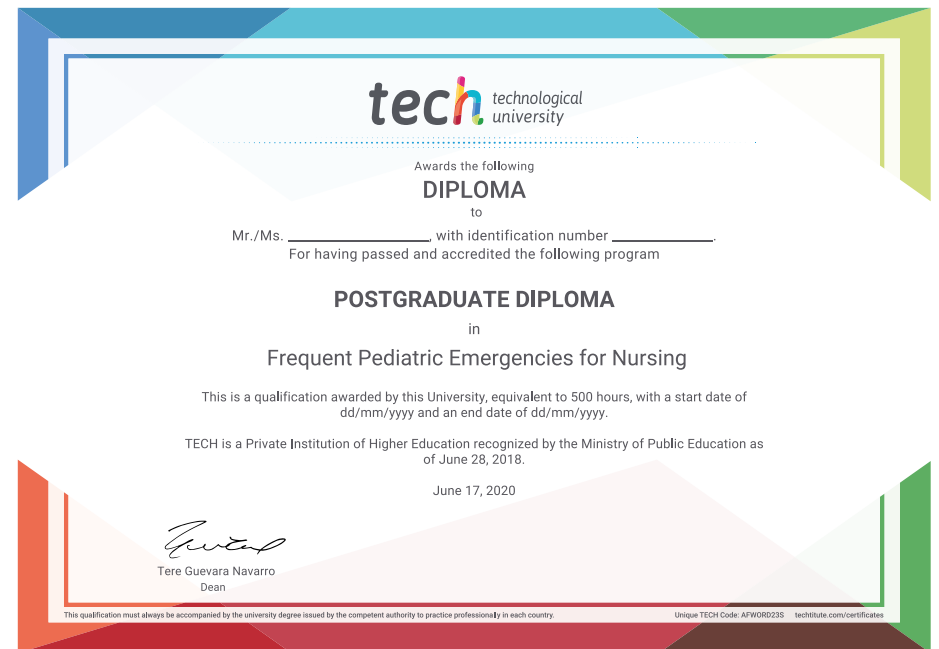 tech technological
university
Awards the following
DIPLOMA
to
Mr./Ms. ____________________, with identification number ______________.
For having passed and accredited the following program
POSTGRADUATE DIPLOMA
in
Frequent Pediatric Emergencies for Nursing
This is a qualification awarded by this University, equivalent to 500 hours, with a start date of
dd/mm/yyyy and an end date of dd/mm/yyyy.
TECH is a Private Institution of Higher Education recognized by the Ministry of Public Education as
of June 28, 2018.
June 17, 2020
Tere Guevara Navarro
Dean
This qualification must always be accompanied by the university degree issued by the competent authority to practice professionally in each country. Unique TECH Code: AFWORD23S techtitute.com/certificates